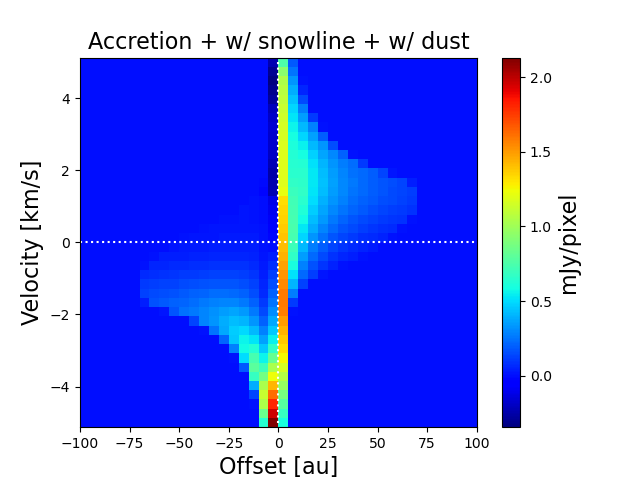 Accretion + w/ snowline + w/ dust
Velocity [km/s]
4
2
0
−2
−4
−100 −75 −50 −25 0 25 50 75 100
Offset [au]
2.0
1.5
1.0
0.5
0.0
mJy/pixel